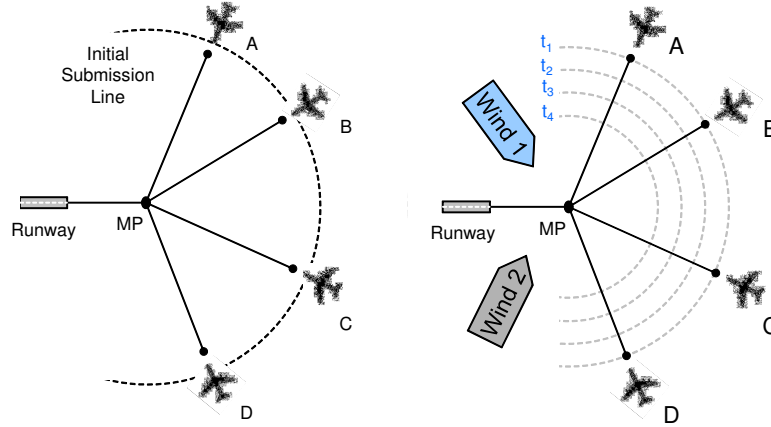 Initial
Submission
Line
A
B
MP
Runway
C
D
t1
t2
t3
t4
A
Wind 1
B
MP
Runway
Wind 2
C
D